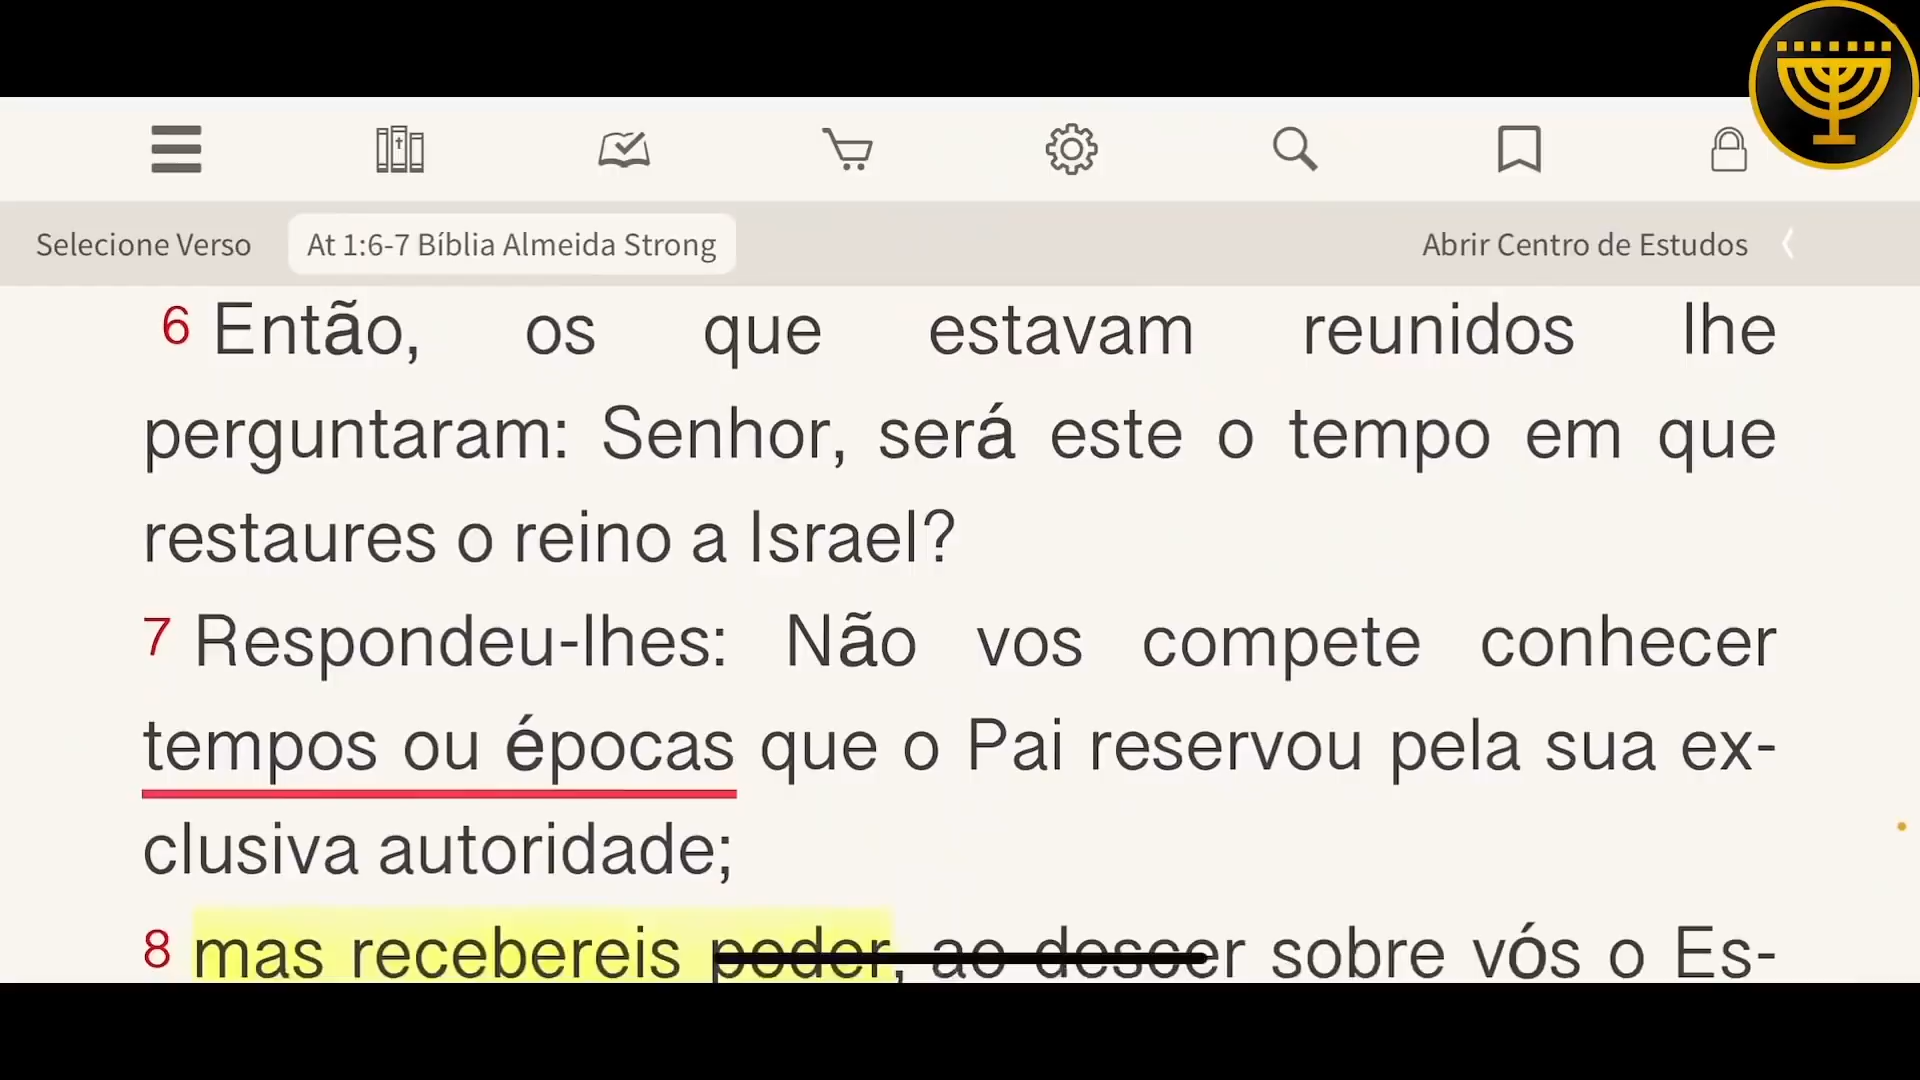 Selecione Verso At 1:6-7 Bíblia Almeida Strong Abrir Centro de Estudos
6 Então, os que estavam reunidos lhe
perguntaram: Senhor, será este o tempo em que
restaures o reino a Israel?
7 Respondeu-lhes: Não vos compete conhecer
tempos ou épocas que o Pai reservou pela sua ex-
clusiva autoridade;
8 mas recebereis poder, ao descer sobre vós o Es-